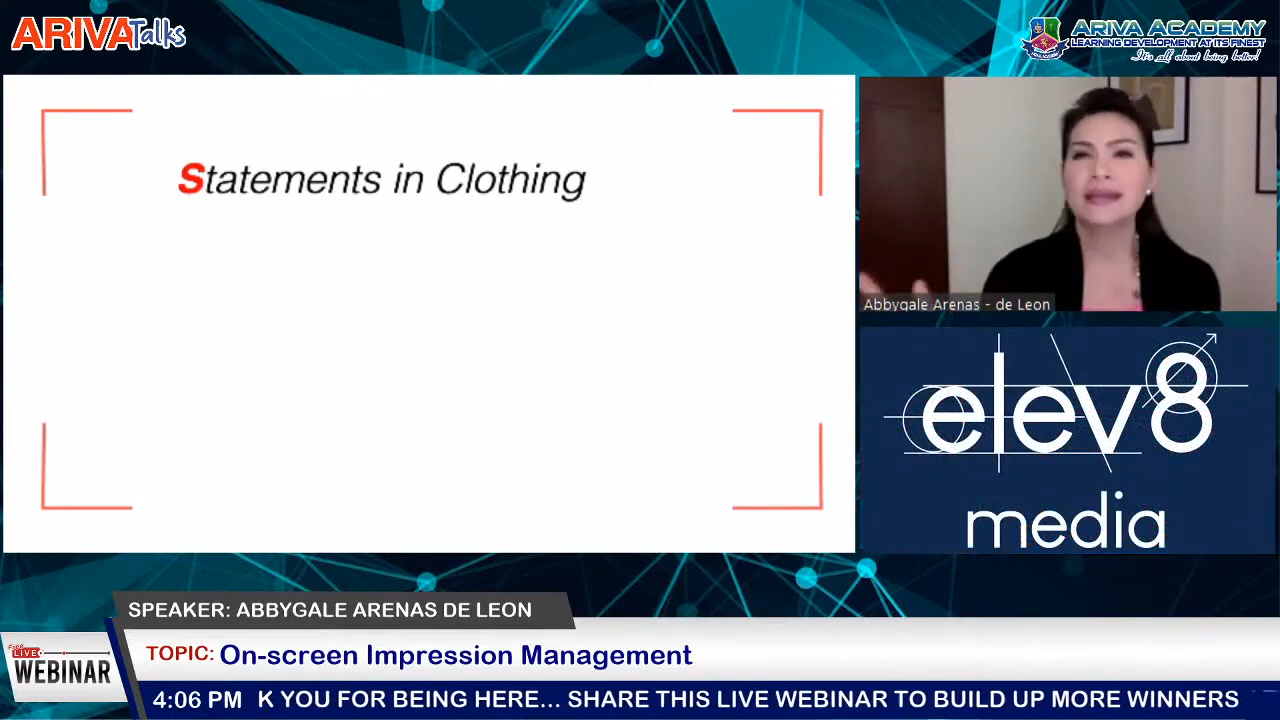 ARIVATalks
ARIVA ACADEMY
LEARNING DEVELOPMENT AT ITS FINEST
It's all about being better!
Statements in Clothing
Abbygale Arenas - de Leon
elev8
media
SPEAKER: ABBYGALE ARENAS DE LEON
TOPIC: On-screen Impression Management
Free LIVE
WEBINAR
4:06 PM K YOU FOR BEING HERE... SHARE THIS LIVE WEBINAR TO BUILD UP MORE WINNERS